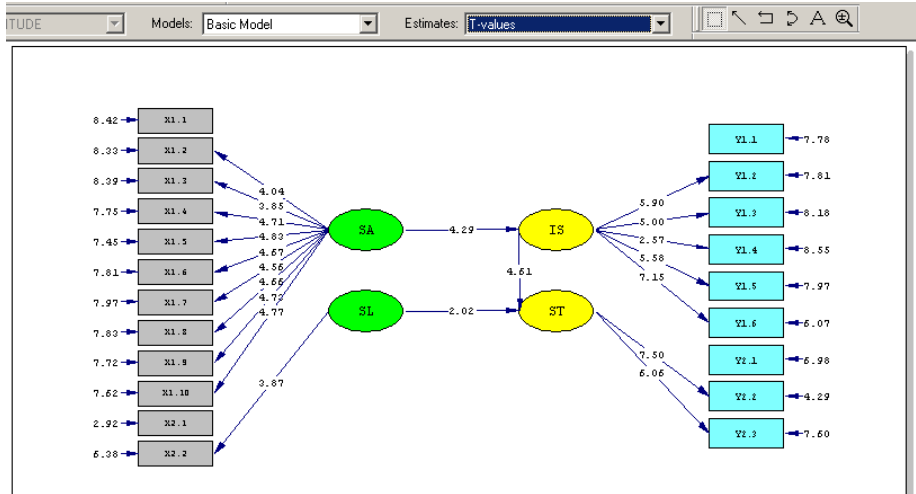 ITUDE Models: Basic Model Estimates: T-values A
8.42 X1.1
8.33 X1.2
8.39 X1.3
7.75 X1.4
7.45 X1.5
7.81 X1.6
7.97 X1.7
7.83 X1.8
7.72 X1.9
7.62 X1.10
2.92 X2.1
6.38 X2.2
4.04
3.85
4.71
4.83
4.67
4.56
4.66
4.73
4.77
3.87
SA 4.29 IS
4.61
SL 2.02 ST
5.90
5.00
2.57
5.58
7.15
7.50
6.06
Y1.1 7.78
Y1.2 7.81
Y1.3 8.18
Y1.4 8.55
Y1.5 7.97
Y1.6 6.07
Y2.1 6.98
Y2.2 4.29
Y2.3 7.60